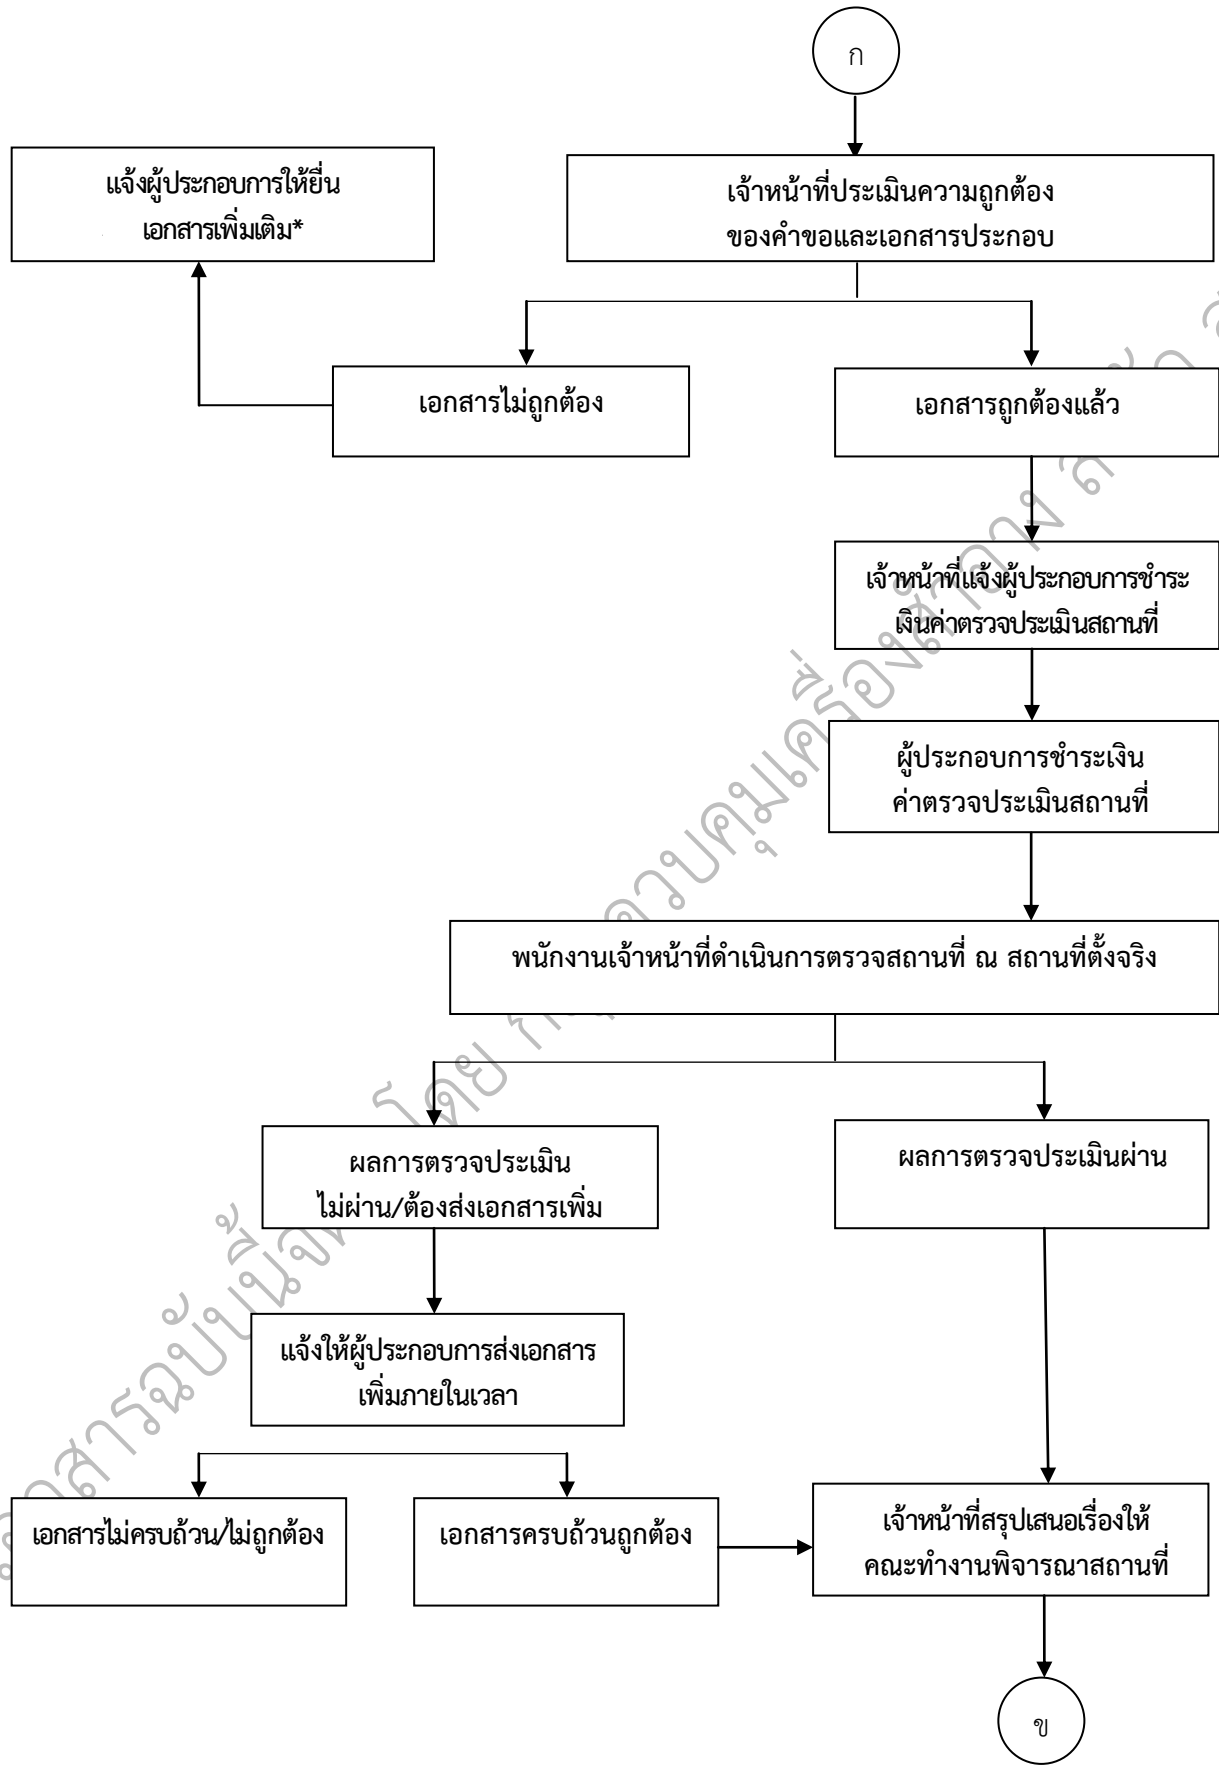 ก
แจ้งผู้ประกอบการให้ยื่น
เอกสารเพิ่มเติม*
เจ้าหน้าที่ประเมินความถูกต้อง
ของคำขอและเอกสารประกอบ
เอกสารไม่ถูกต้อง
เอกสารถูกต้องแล้ว
เจ้าหน้าที่แจ้งผู้ประกอบการชำระ
เงินค่าตรวจประเมินสถานที่
ผู้ประกอบการชำระเงิน
ค่าตรวจประเมินสถานที่
พนักงานเจ้าหน้าที่ดำเนินการตรวจสถานที่ ณ สถานที่ตั้งจริง
ผลการตรวจประเมิน
ไม่ผ่าน/ต้องส่งเอกสารเพิ่ม
ผลการตรวจประเมินผ่าน
แจ้งให้ผู้ประกอบการส่งเอกสาร
เพิ่มภายในเวลา
เอกสารไม่ครบถ้วน/ไม่ถูกต้อง
เอกสารครบถ้วนถูกต้อง
เจ้าหน้าที่สรุปเสนอเรื่องให้
คณะทำงานพิจารณาสถานที่
ข
โดย ควบคุมเครื่องสำอาง